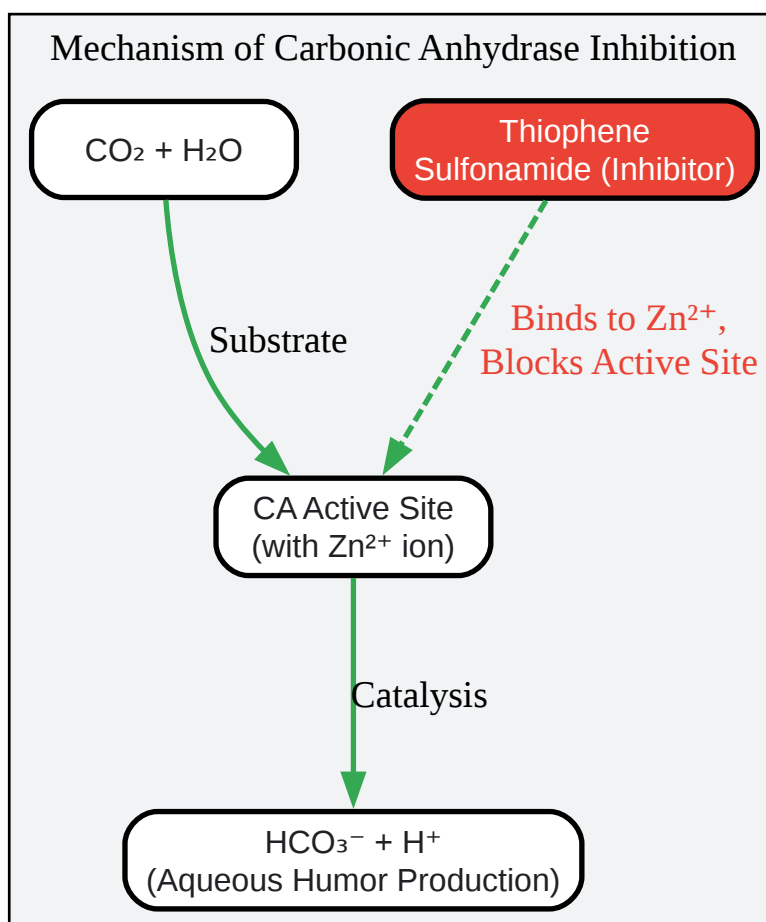 Mechanism of Carbonic Anhydrase Inhibition
CO₂ + H₂O
Thiophene
Sulfonamide (Inhibitor)
Substrate
Binds to Zn²⁺,
Blocks Active Site
CA Active Site
(with Zn²⁺ ion)
Catalysis
HCO₃⁻ + H⁺
(Aqueous Humor Production)